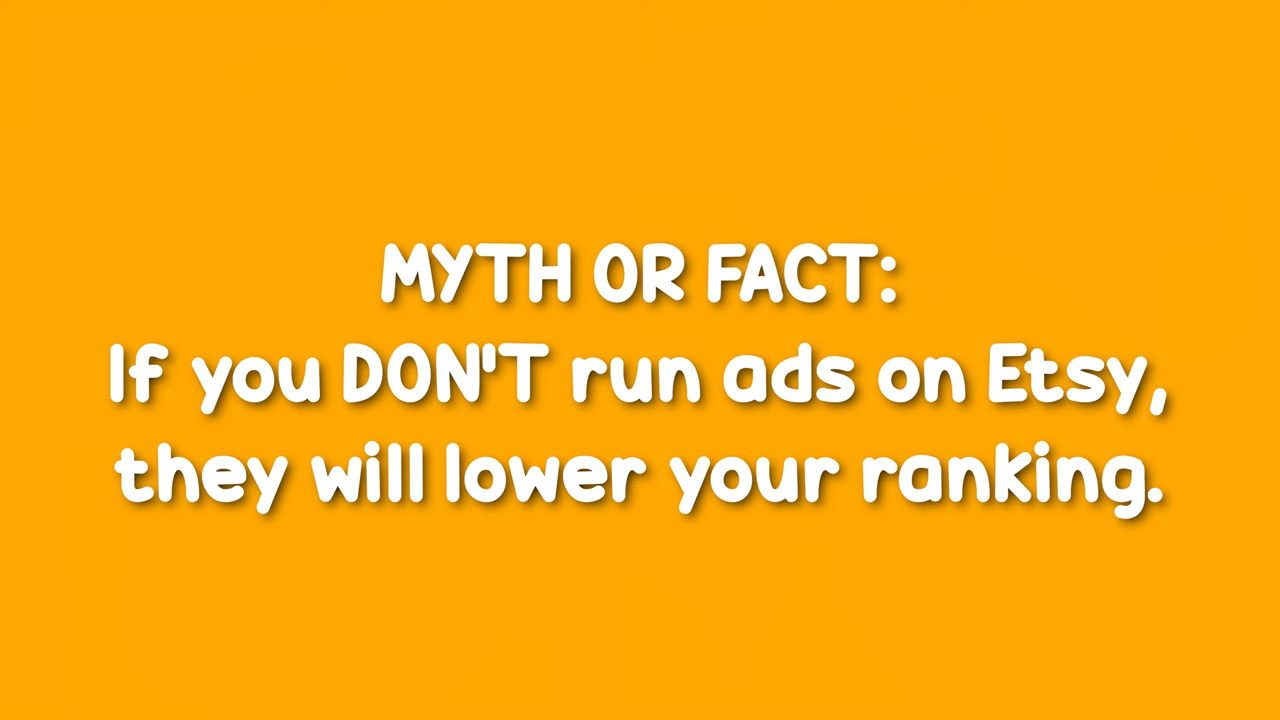 MYTH OR FACT:
If you DON'T run ads on Etsy,
they will lower your ranking.